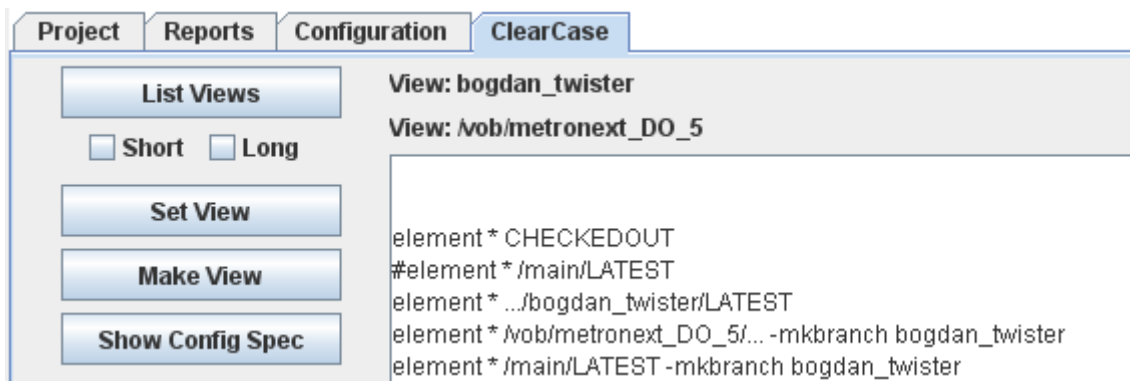 Project Reports Configuration ClearCase
List Views
Short Long
Set View
Make View
Show Config Spec
View: bogdan_twister
View: /vob/metronext_DO_5
element * CHECKEDOUT
#element * /main/LATEST
element * .../bogdan_twister/LATEST
element * /vob/metronext_DO_5/... -mkbranch bogdan_twister
element * /main/LATEST -mkbranch bogdan_twister